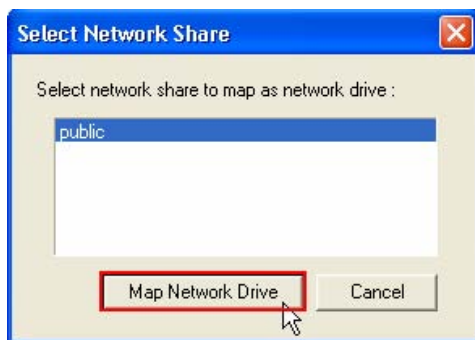 Select Network Share
Select network share to map as network drive :
public
Map Network Drive
Cancel